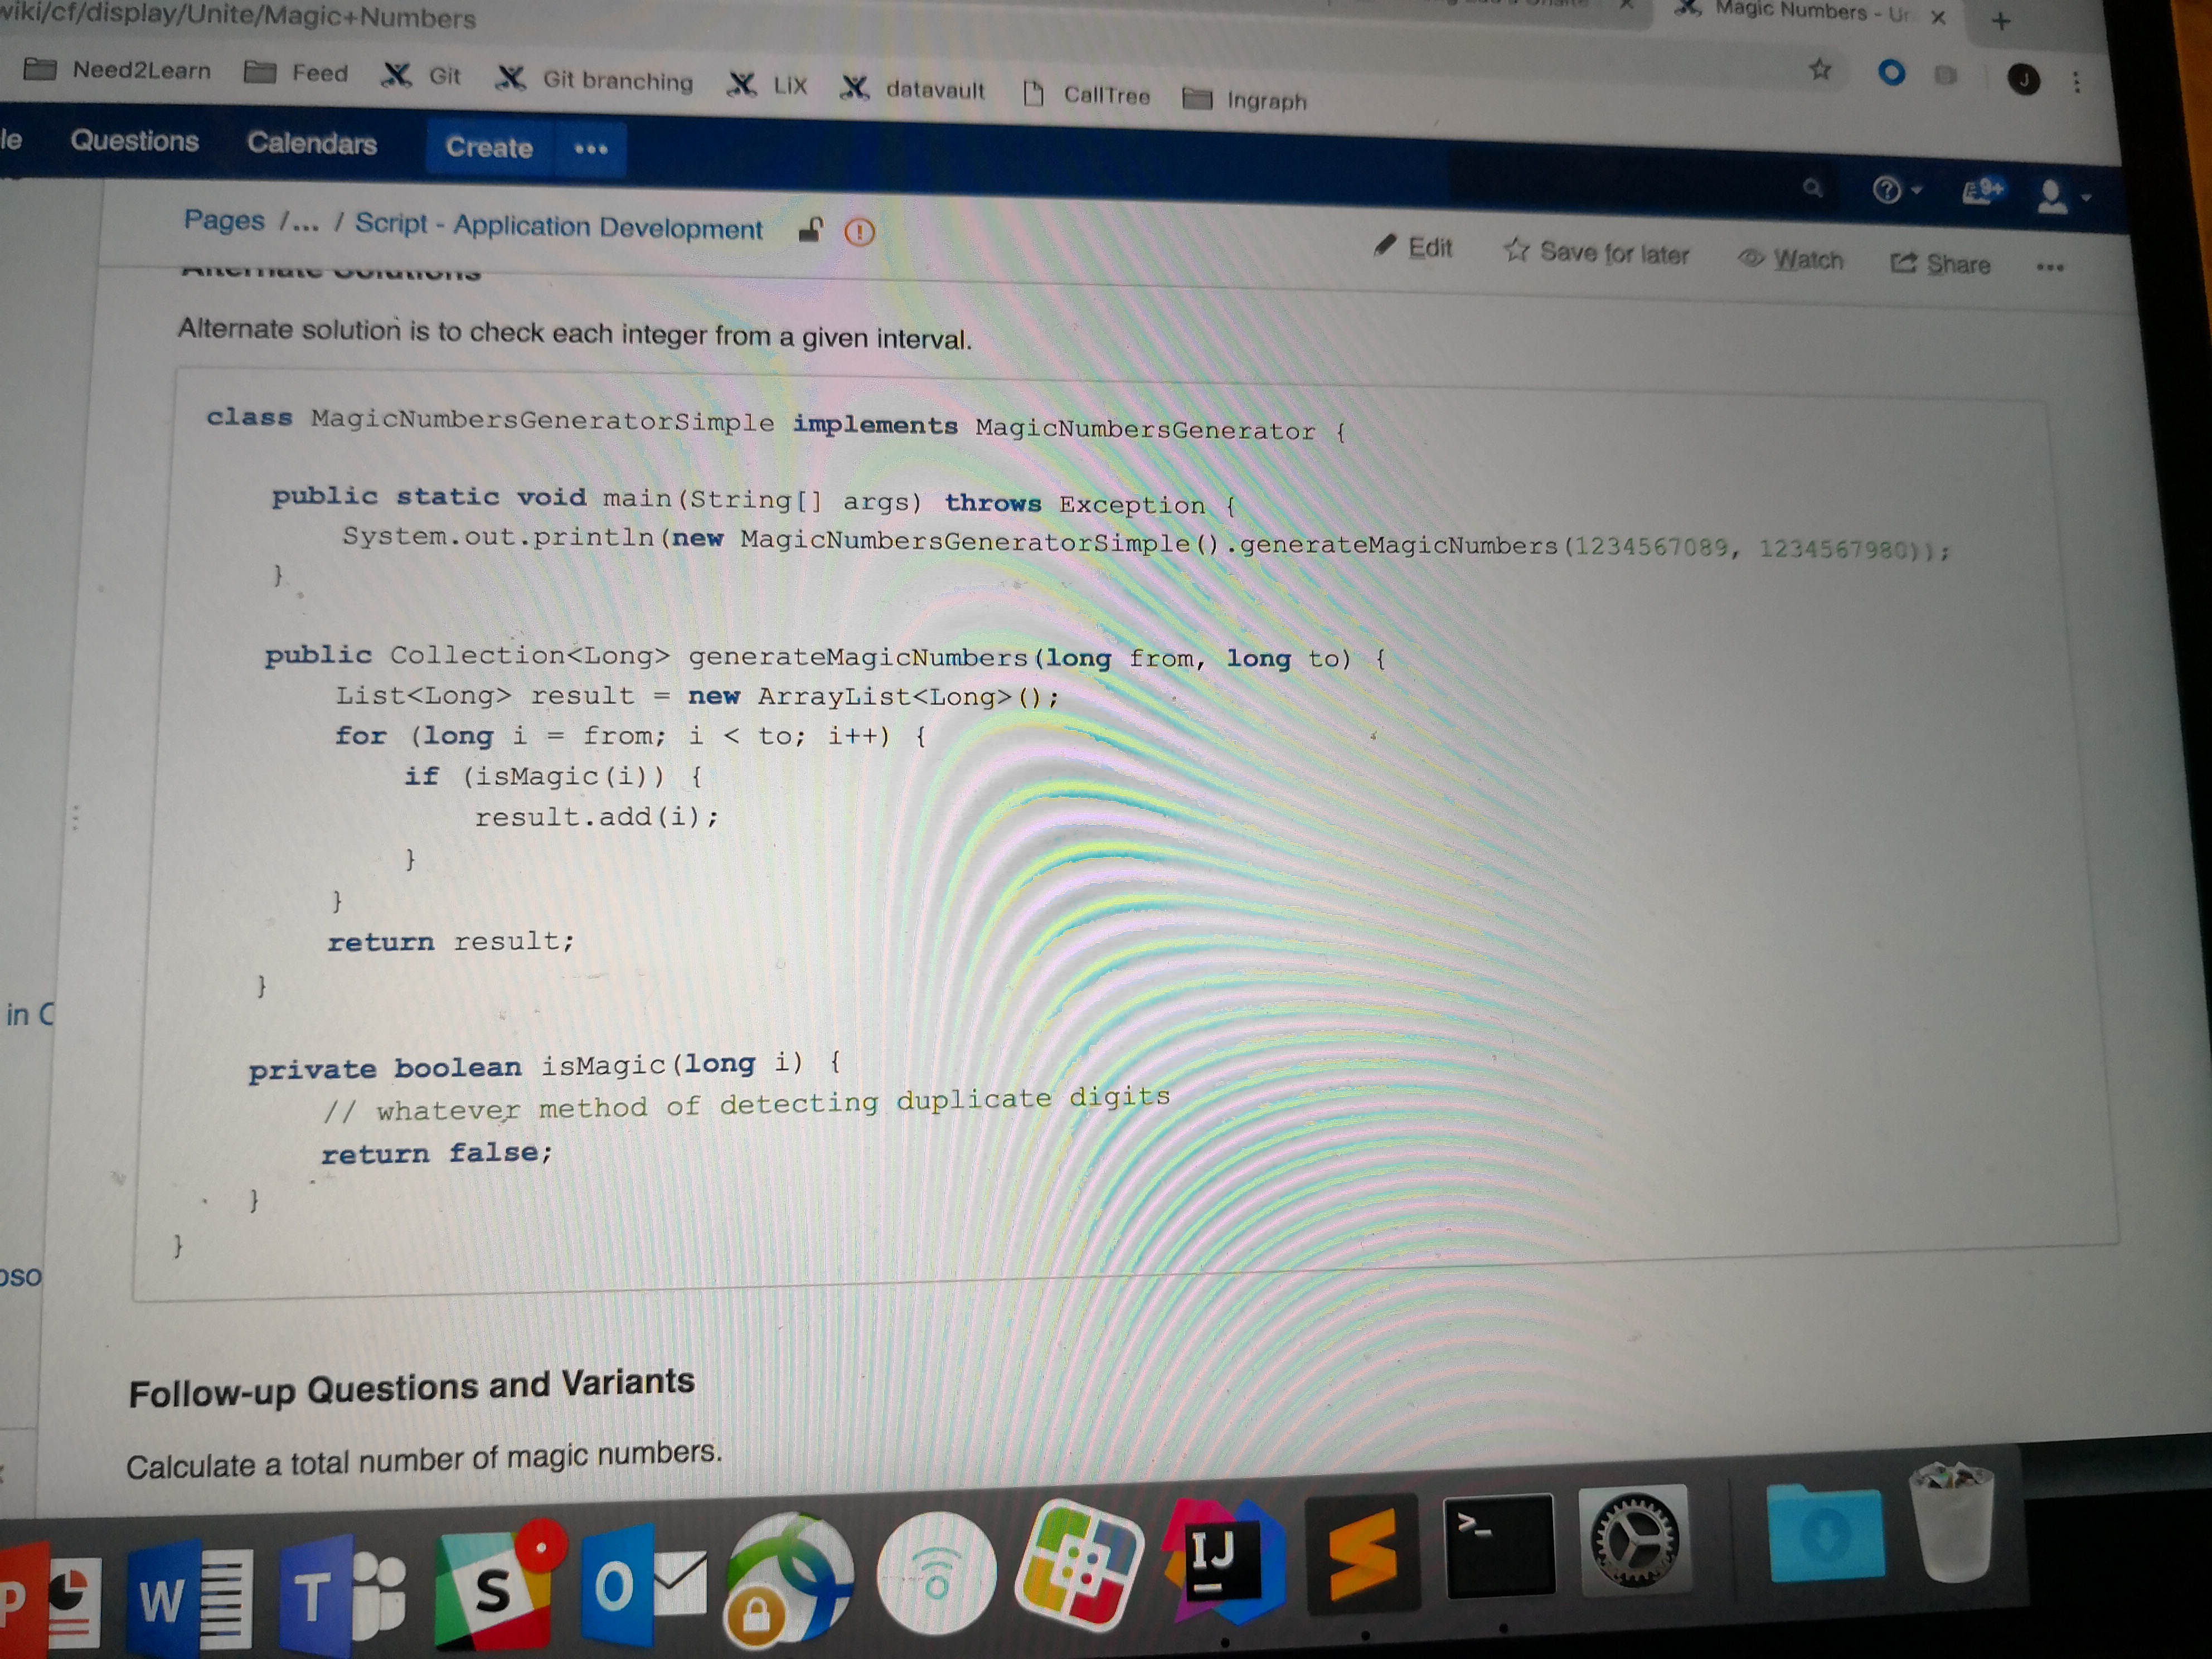 wiki/cf/display/Unite/Magic+Numbers
Magic Numbers - Un
Need2Learn Feed Git Git branching LiX datavault CallTree Ingraph
J
le Questions Calendars Create •••
9+
Pages /... / Script - Application Development
Edit Save for later Watch Share •••
Alternate Solutions
Alternate solution is to check each integer from a given interval.
class MagicNumbersGeneratorSimple implements MagicNumbersGenerator {
public static void main(String[] args) throws Exception {
System.out.println(new MagicNumbersGeneratorSimple().generateMagicNumbers(1234567089, 1234567980));
}
public Collection<Long> generateMagicNumbers(long from, long to) {
List<Long> result = new ArrayList<Long>();
for (long i = from; i < to; i++) {
if (isMagic(i)) {
result.add(i);
}
}
return result;
}
private boolean isMagic(long i) {
// whatever method of detecting duplicate digits
return false;
}
}
in C
oso
Follow-up Questions and Variants
Calculate a total number of magic numbers.
P W T S O IJ S >_